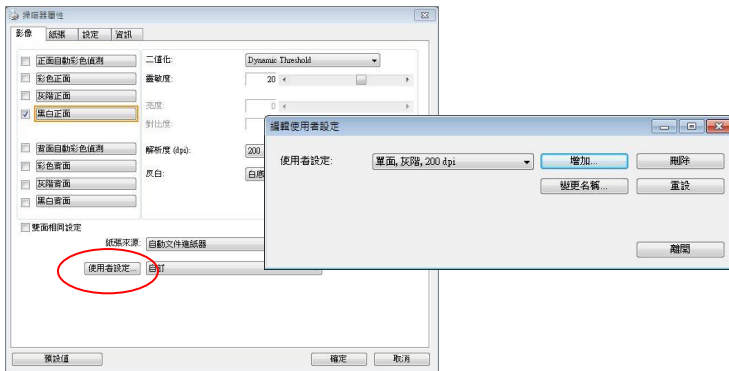 掃瞄器屬性
影像 紙張 設定 資訊
正面自動彩色偵測
彩色正面
灰階正面
黑白正面
背面自動彩色偵測
彩色背面
灰階背面
黑白背面
二值化: Dynamic Threshold
靈敏度: 20
亮度: 0
對比度:
解析度 (dpi): 200
反白: 白底
雙面相同設定
紙張來源: 自動文件進紙器
使用者設定... 自訂
預設值 確定 取消
編輯使用者設定
使用者設定: 單面, 灰階, 200 dpi 增加... 刪除
變更名稱... 重設
離開